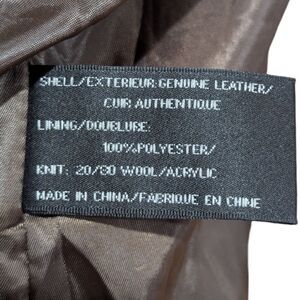 SHELL/EXTERIEUR:GENUINE LEATHER/
CUIR AUTHENTIQUE
LINING/DOUBLURE:
100%POLYESTER/
KNIT: 20/80 WOOL/ACRYLIC
MADE IN CHINA/FABRIQUE EN CHINE